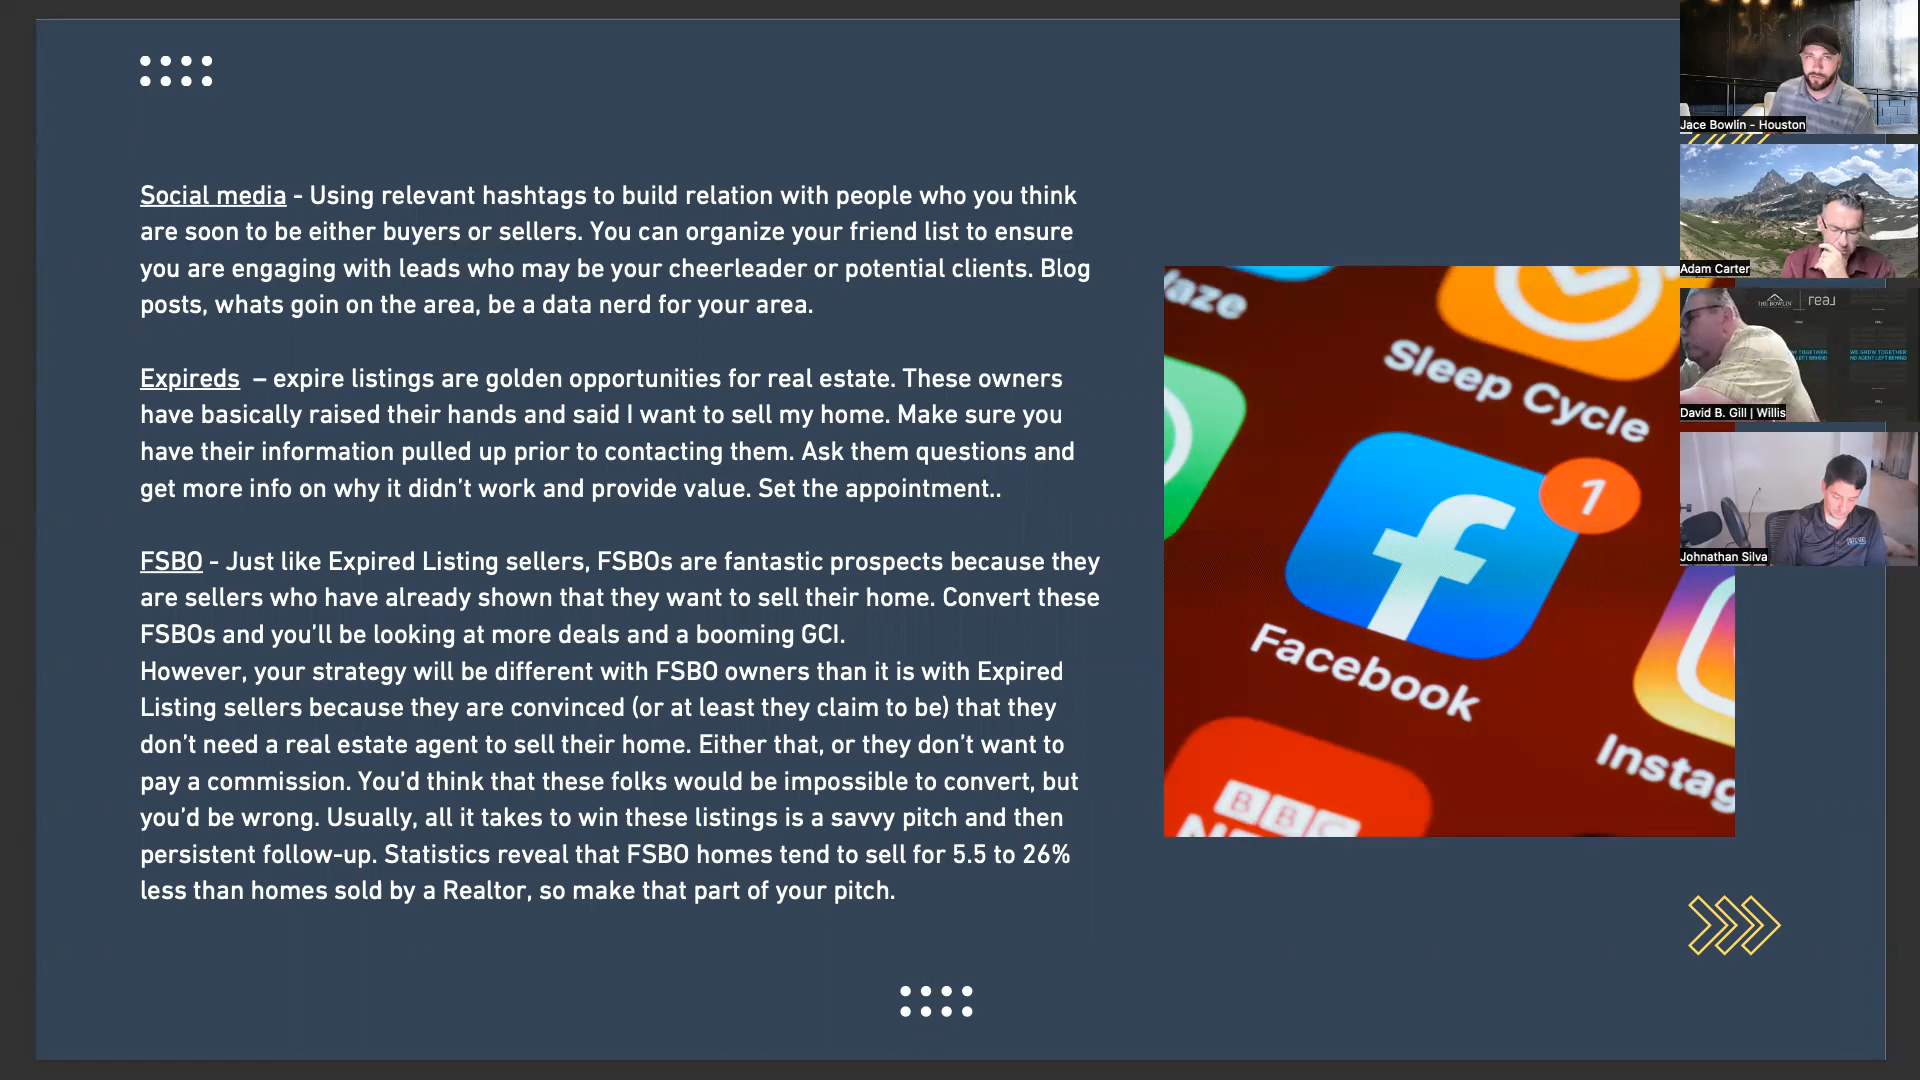 Social media - Using relevant hashtags to build relation with people who you think
are soon to be either buyers or sellers. You can organize your friend list to ensure
you are engaging with leads who may be your cheerleader or potential clients. Blog
posts, whats goin on the area, be a data nerd for your area.
Expireds – expire listings are golden opportunities for real estate. These owners
have basically raised their hands and said I want to sell my home. Make sure you
have their information pulled up prior to contacting them. Ask them questions and
get more info on why it didn't work and provide value. Set the appointment..
FSBO - Just like Expired Listing sellers, FSBOs are fantastic prospects because they
are sellers who have already shown that they want to sell their home. Convert these
FSBOs and you'll be looking at more deals and a booming GCI.
However, your strategy will be different with FSBO owners than it is with Expired
Listing sellers because they are convinced (or at least they claim to be) that they
don't need a real estate agent to sell their home. Either that, or they don't want to
pay a commission. You'd think that these folks would be impossible to convert, but
you'd be wrong. Usually, all it takes to win these listings is a savvy pitch and then
persistent follow-up. Statistics reveal that FSBO homes tend to sell for 5.5 to 26%
less than homes sold by a Realtor, so make that part of your pitch.
aze
Sleep Cycle
1
Facebook
Instag
BBC
Jace Bowlin - Houston
Adam Carter
THE BOWLIN
real
WE GROW TOGETHER
NO AGENT LEFT BEHIND
David B. Gill | Willis
Johnathan Silva